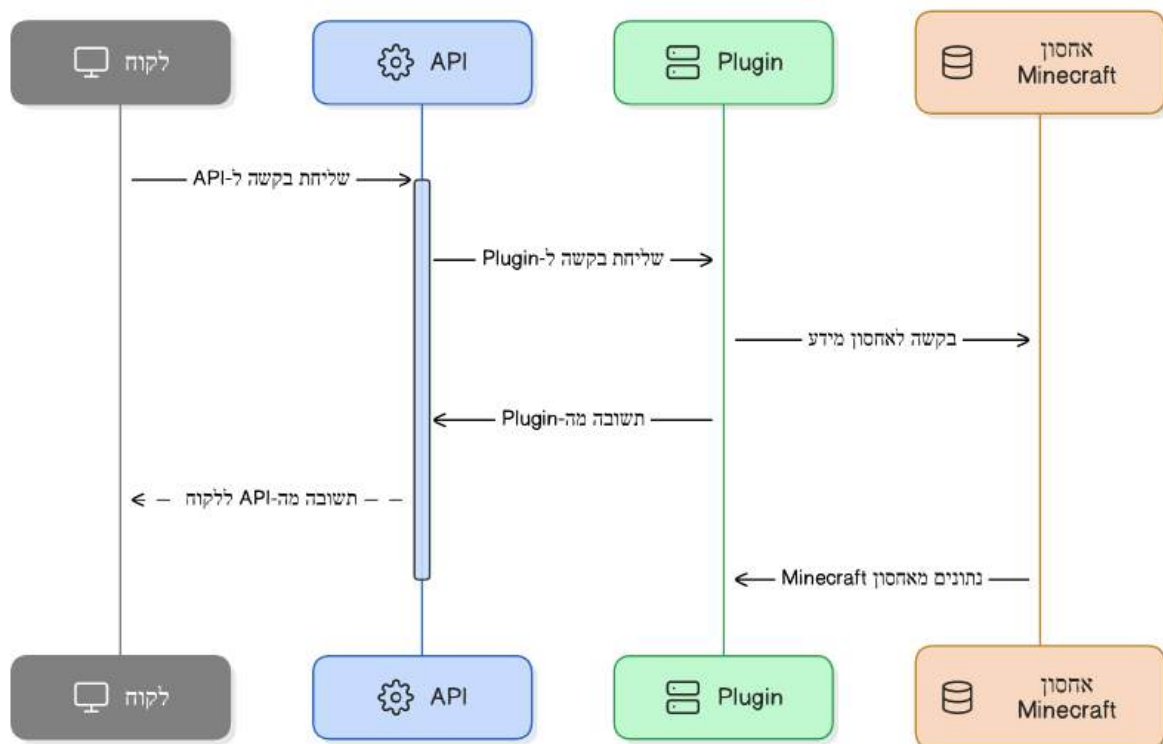 לקוח
API
Plugin
אחסון
Minecraft
שליחת בקשה ל-API
שליחת בקשה ל-Plugin
בקשה לאחסון מידע
תשובה מה-Plugin
תשובה מה-API ללקוח
נתונים מאחסון Minecraft
לקוח
API
Plugin
אחסון
Minecraft